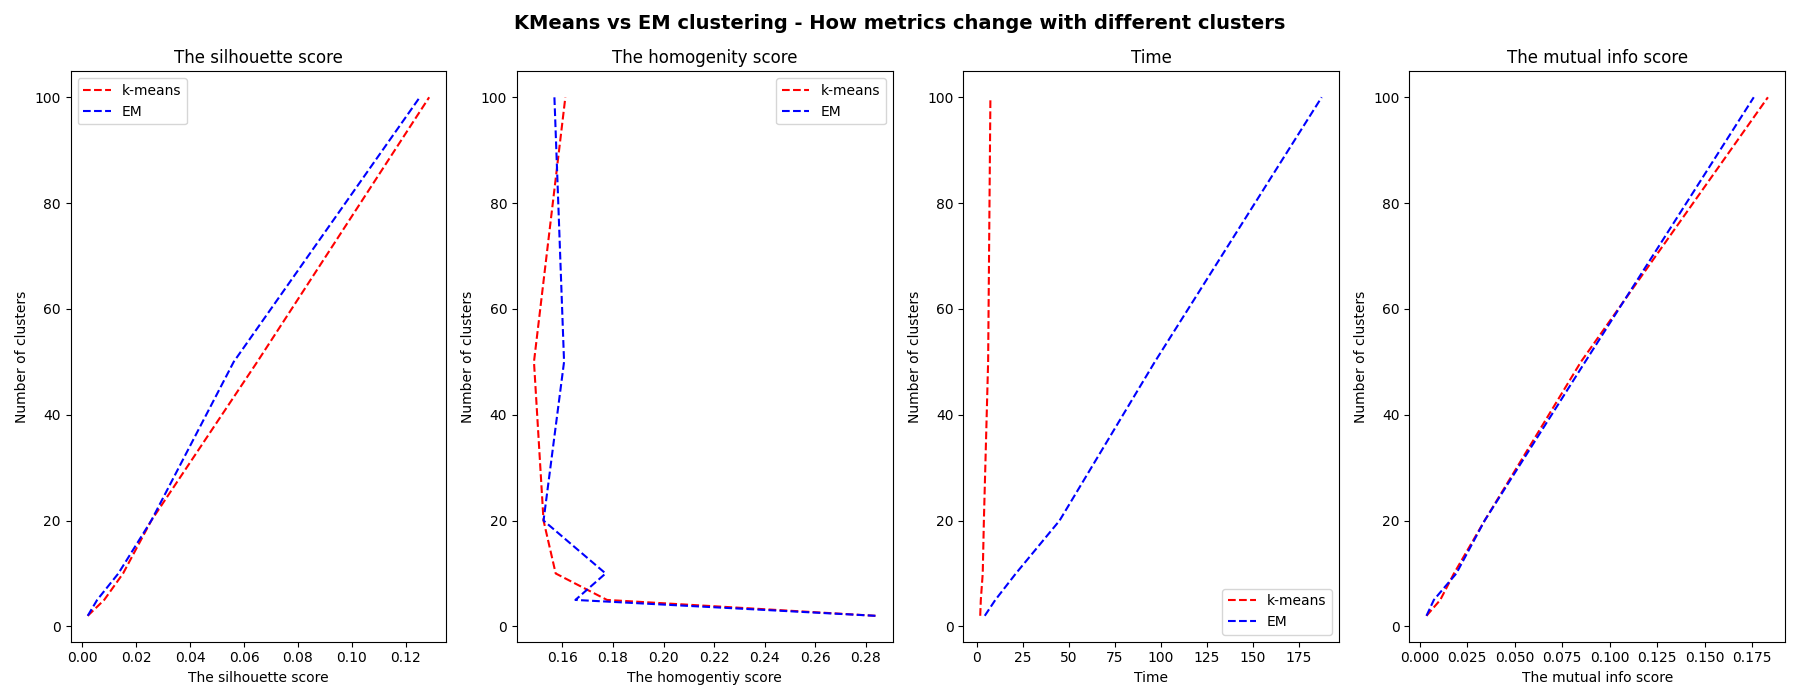 KMeans vs EM clustering - How metrics change with different clusters
The silhouette score
k-means
EM
100
80
60
40
20
0
Number of clusters
0.00 0.02 0.04 0.06 0.08 0.10 0.12
The silhouette score
The homogenity score
k-means
EM
100
80
60
40
20
0
Number of clusters
0.16 0.18 0.20 0.22 0.24 0.26 0.28
The homogentiy score
Time
100
80
60
40
20
0
Number of clusters
k-means
EM
0 25 50 75 100 125 150 175
Time
The mutual info score
k-means
EM
100
80
60
40
20
0
Number of clusters
0.000 0.025 0.050 0.075 0.100 0.125 0.150 0.175
The mutual info score